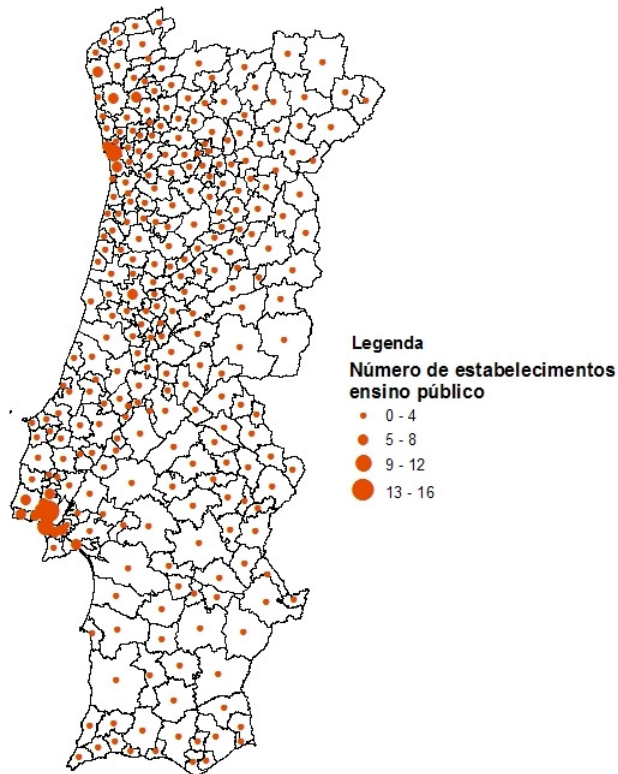 Legenda
Número de estabelecimentos
ensino público
0 - 4
5 - 8
9 - 12
13 - 16